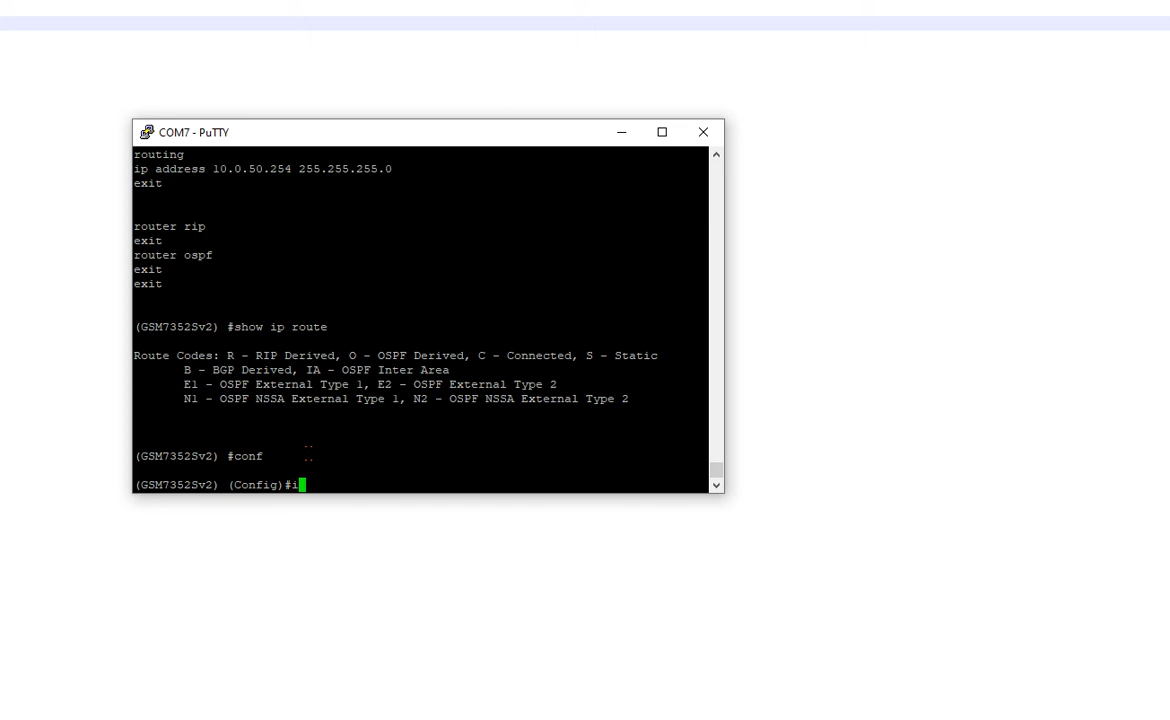 COM7 - PuTTY
routing
ip address 10.0.50.254 255.255.255.0
exit
router rip
exit
router ospf
exit
exit
(GSM7352Sv2) #show ip route
Route Codes: R - RIP Derived, O - OSPF Derived, C - Connected, S - Static
B - BGP Derived, IA - OSPF Inter Area
E1 - OSPF External Type 1, E2 - OSPF External Type 2
N1 - OSPF NSSA External Type 1, N2 - OSPF NSSA External Type 2
(GSM7352Sv2) #conf
(GSM7352Sv2) (Config)#i